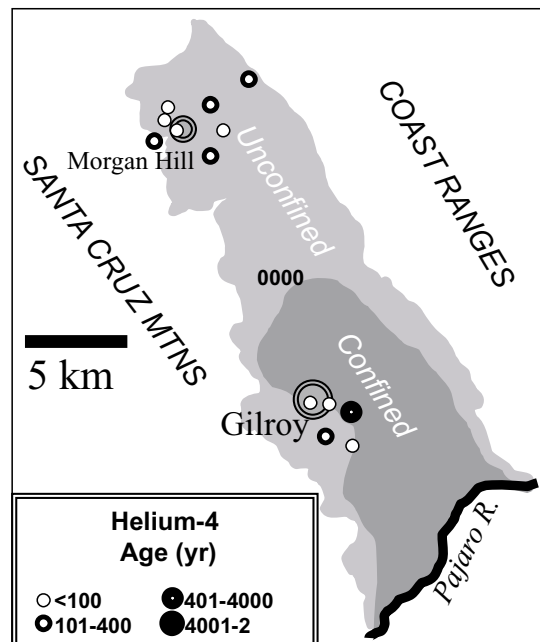 COAST RANGES
Unconfined
Morgan Hill
SANTA CRUZ MTNS
0000
5 km
Confined
Gilroy
Pajaro R.
Helium-4
Age (yr)
<100
401-4000
101-400
4001-2